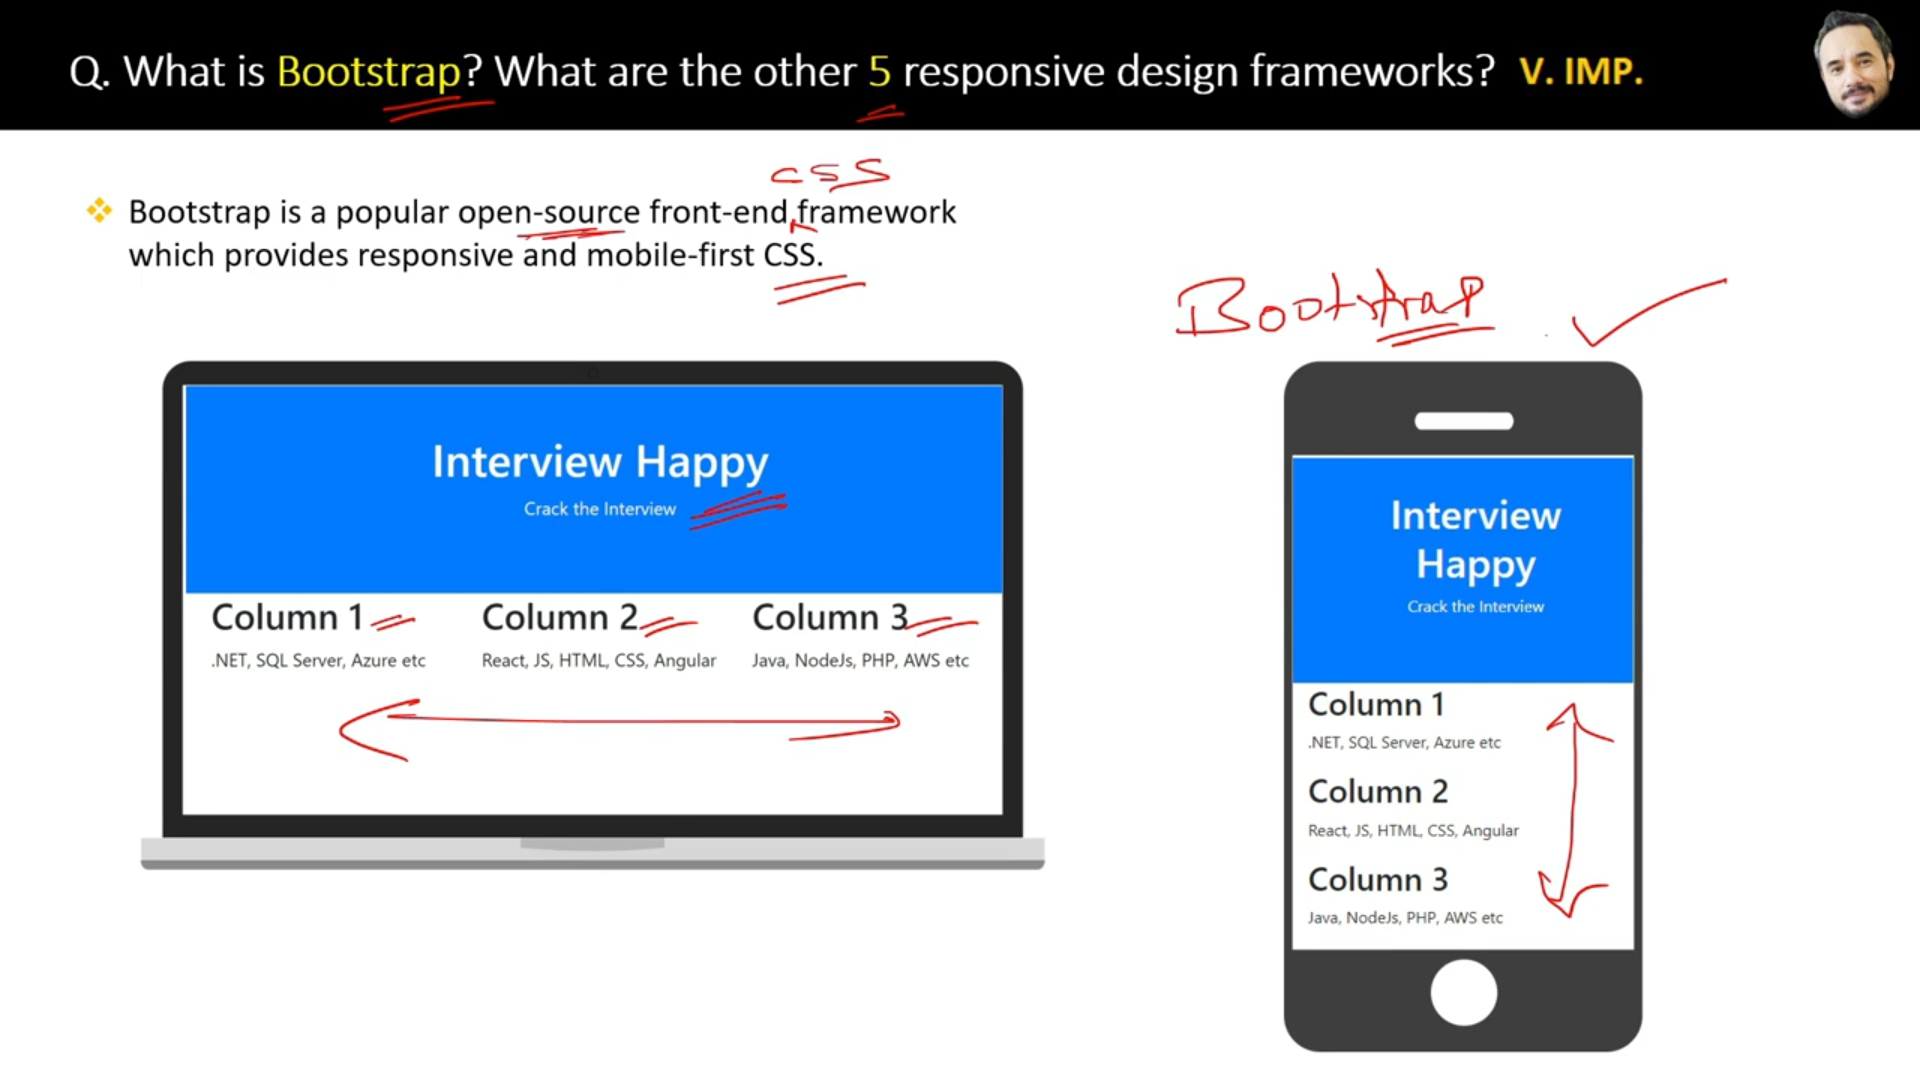 Q. What is Bootstrap? What are the other 5 responsive design frameworks? V. IMP.
css
❖ Bootstrap is a popular open-source front-end framework
which provides responsive and mobile-first CSS.
Bootstrap
Interview Happy
Crack the Interview
Column 1 Column 2 Column 3
.NET, SQL Server, Azure etc React, JS, HTML, CSS, Angular Java, NodeJs, PHP, AWS etc
Interview
Happy
Crack the Interview
Column 1
.NET, SQL Server, Azure etc
Column 2
React, JS, HTML, CSS, Angular
Column 3
Java, NodeJs, PHP, AWS etc